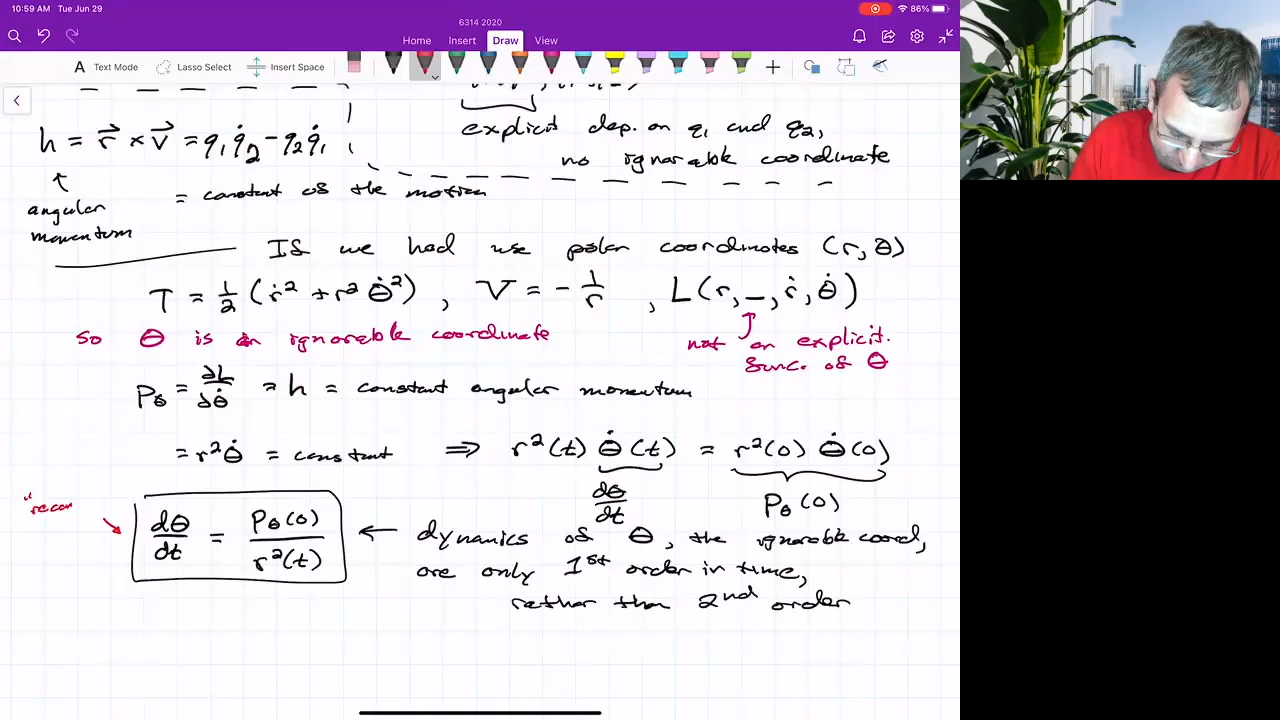 10:59 AM Tue Jun 29
86%
6314 2020
Home Insert Draw View
Text Mode Lasso Select Insert Space
explicit dep. on q₁ and q₂,
no ignorable coordinate
h = r⃗ × v⃗ = q₁q̇₂ - q₂q̇₁
= constant of the motion
angular
momentum
If we had use polar coordinates (r, θ)
T = 1/2 (ṙ² + r² θ̇²) , V = - 1/r , L(r, _, ṙ, θ̇)
so θ is an ignorable coordinate
not an explicit
func. of θ
Pθ = ∂L/∂θ̇ = h = constant angular momentum
= r²θ̇ = constant ⇒ r²(t) θ̇(t) = r²(0) θ̇(0)
dθ/dt
Pθ(0)
"recon
dθ/dt = Pθ(0)/r²(t) ← dynamics of θ, the ignorable coord,
are only 1st order in time,
rather than 2nd order